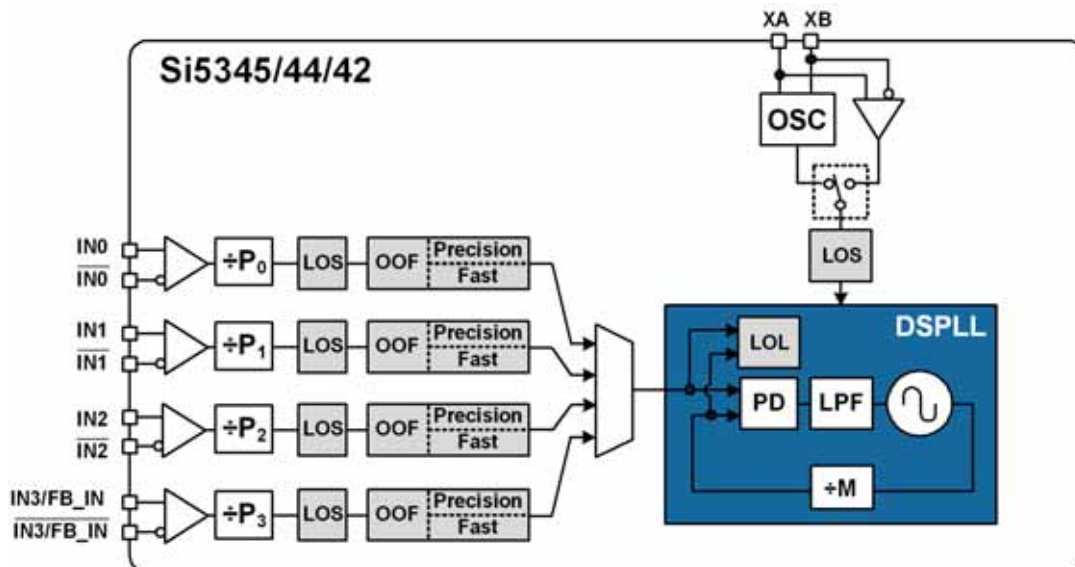 XA XB
Si5345/44/42
OSC
LOS
IN0
IN0
÷P0
LOS
OOF
Precision
Fast
IN1
IN1
÷P1
LOS
OOF
Precision
Fast
IN2
IN2
÷P2
LOS
OOF
Precision
Fast
IN3/FB_IN
IN3/FB_IN
÷P3
LOS
OOF
Precision
Fast
DSPLL
LOL
PD
LPF
÷M